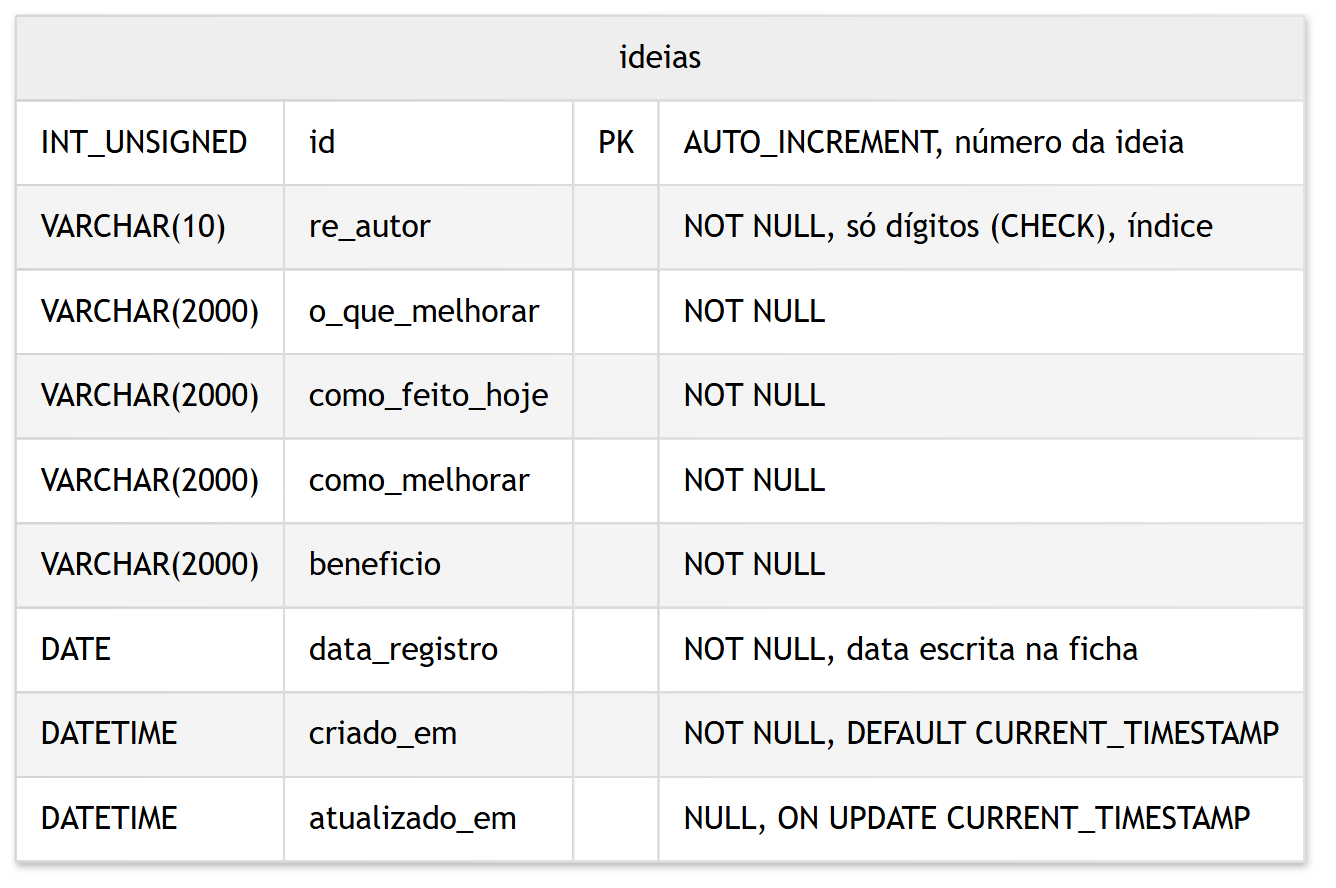 ideias
INT_UNSIGNED id PK AUTO_INCREMENT, número da ideia
VARCHAR(10) re_autor NOT NULL, só dígitos (CHECK), índice
VARCHAR(2000) o_que_melhorar NOT NULL
VARCHAR(2000) como_feito_hoje NOT NULL
VARCHAR(2000) como_melhorar NOT NULL
VARCHAR(2000) beneficio NOT NULL
DATE data_registro NOT NULL, data escrita na ficha
DATETIME criado_em NOT NULL, DEFAULT CURRENT_TIMESTAMP
DATETIME atualizado_em NULL, ON UPDATE CURRENT_TIMESTAMP